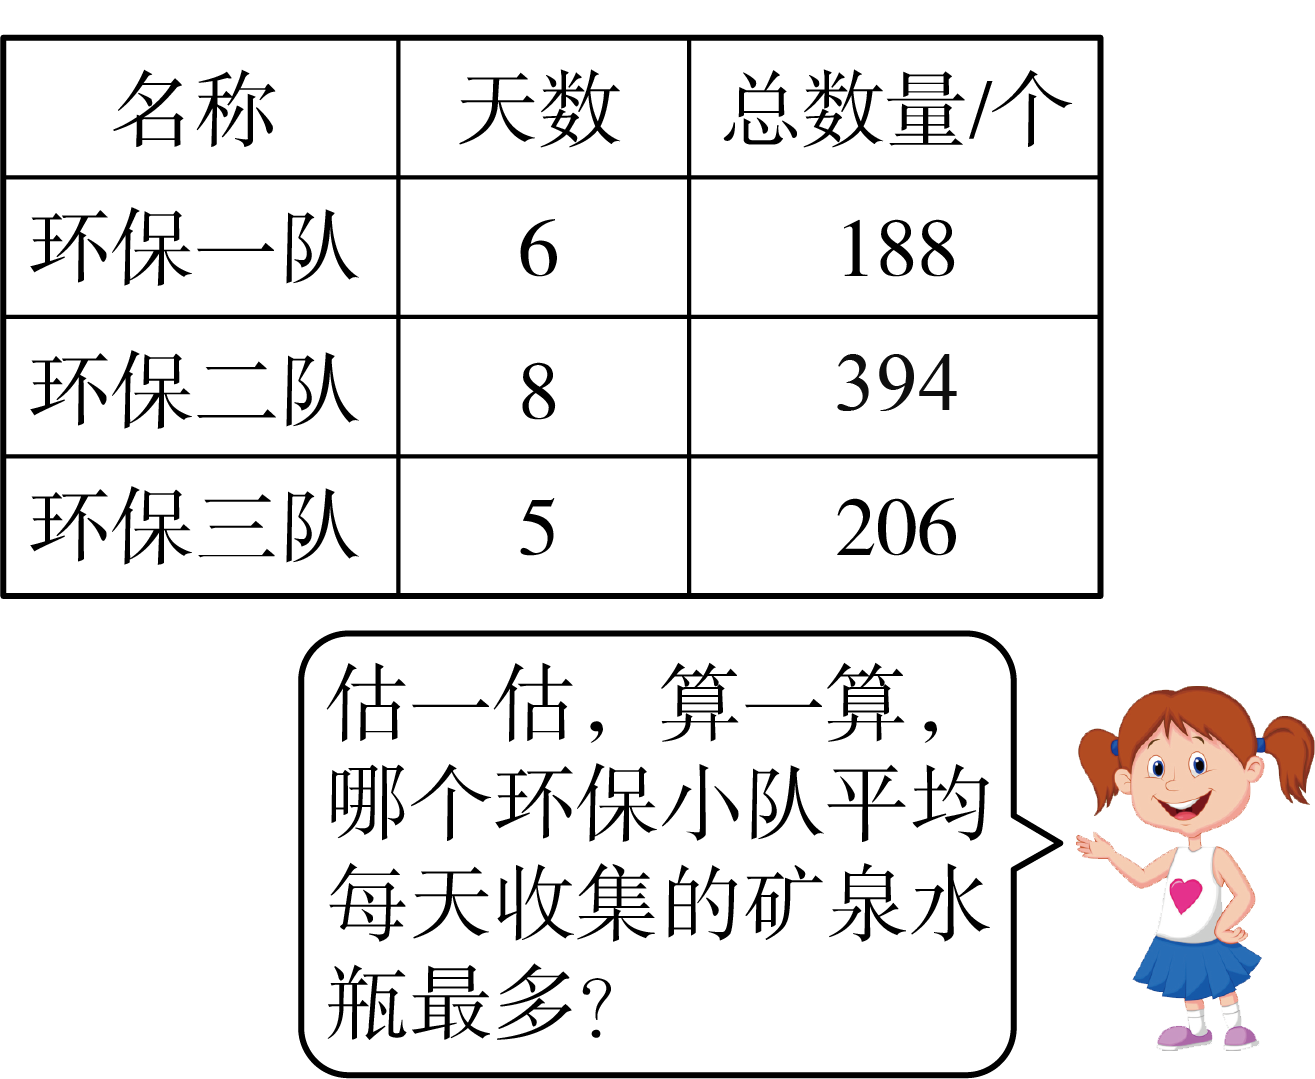 名称 天数 总数量/个
环保一队 6 188
环保二队 8 394
环保三队 5 206
估一估，算一算，
哪个环保小队平均
每天收集的矿泉水
瓶最多?